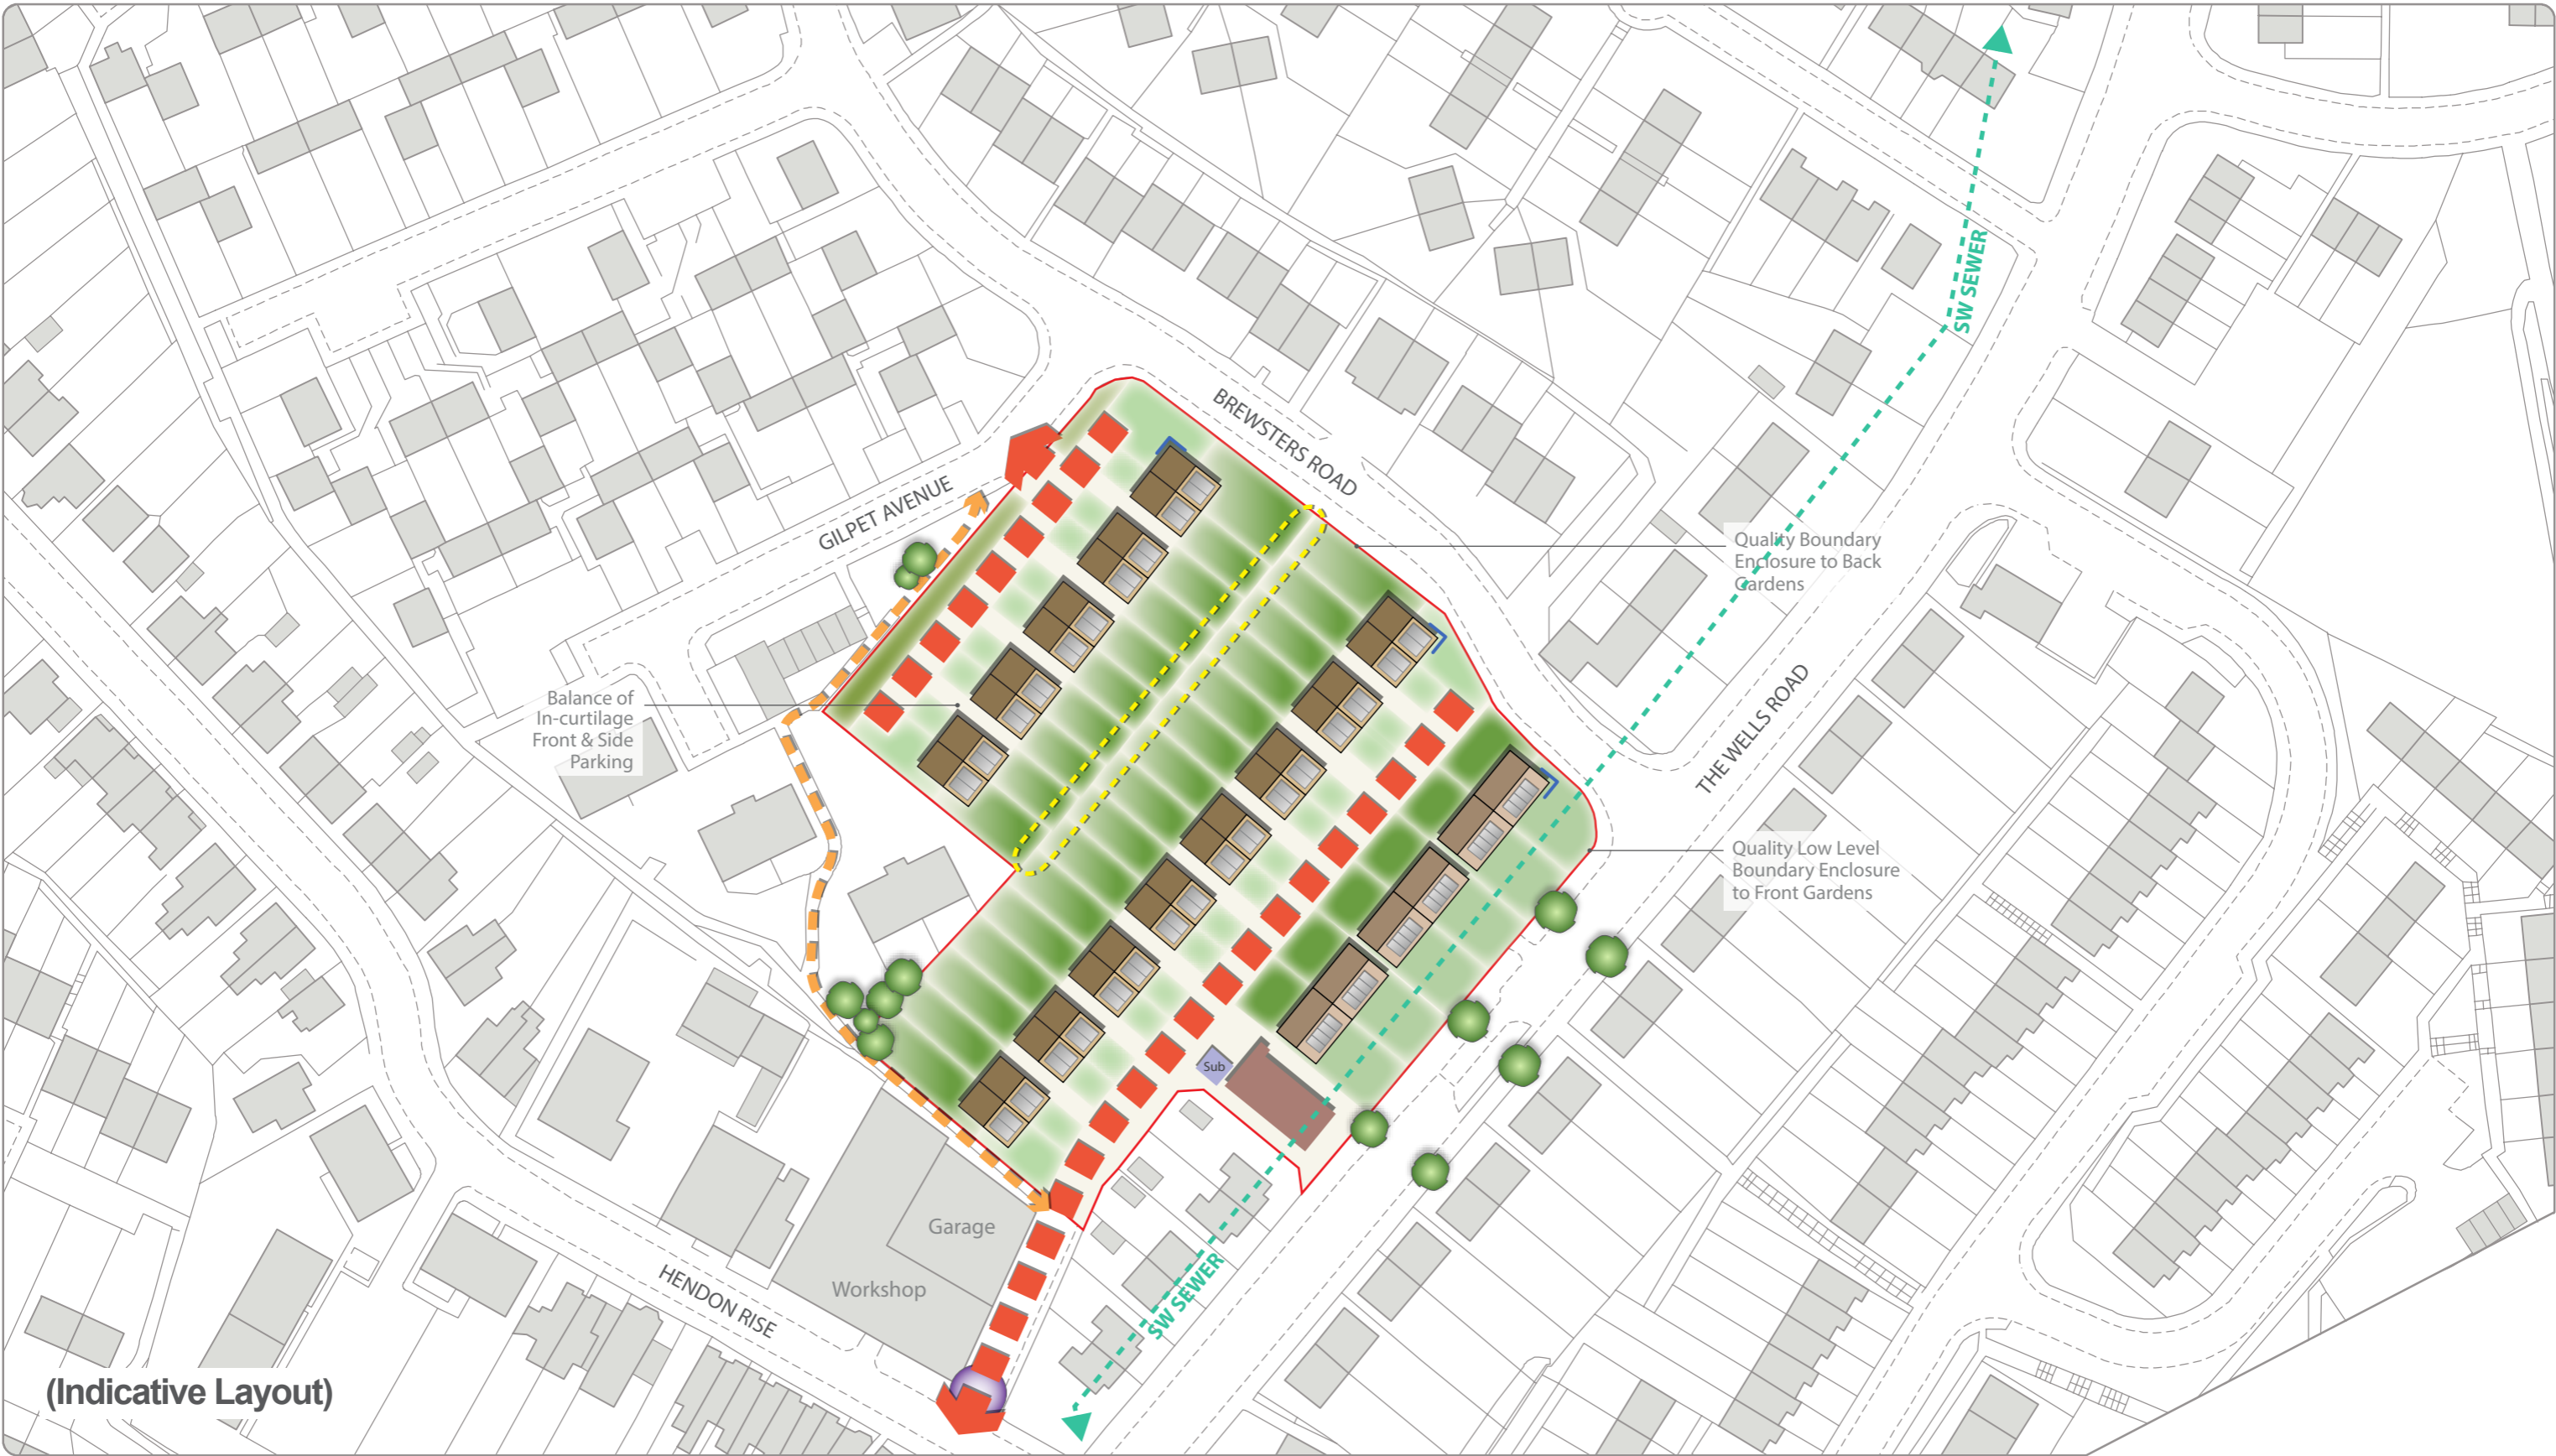 SW SEWER
BREWSTERS ROAD
GILPET AVENUE
Quality Boundary
Enclosure to Back
Gardens
THE WELLS ROAD
Balance of
In-curtilage
Front & Side
Parking
Quality Low Level
Boundary Enclosure
to Front Gardens
Sub
Garage
Workshop
HENDON RISE
SW SEWER
(Indicative Layout)